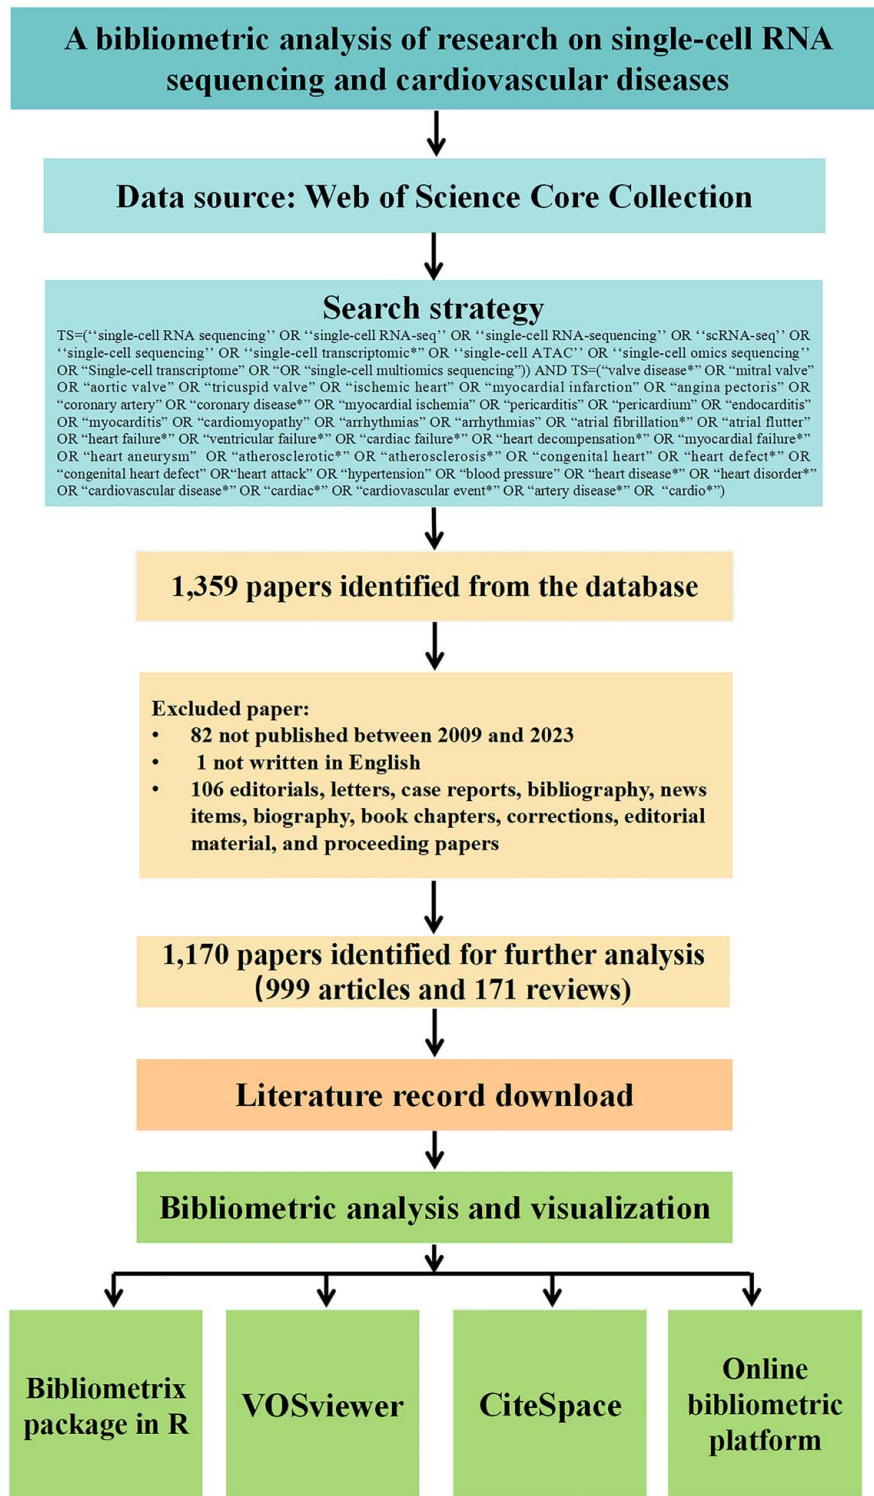 A bibliometric analysis of research on single-cell RNA
sequencing and cardiovascular diseases
Data source: Web of Science Core Collection
Search strategy
TS=(‘‘single-cell RNA sequencing’’ OR ‘‘single-cell RNA-seq’’ OR ‘‘single-cell RNA-sequencing’’ OR ‘‘scRNA-seq’’ OR
‘‘single-cell sequencing’’ OR ‘‘single-cell transcriptomic*” OR ‘‘single-cell ATAC’’ OR ‘‘single-cell omics sequencing’’
OR “Single-cell transcriptome” OR “OR “single-cell multiomics sequencing”)) AND TS=(“valve disease*” OR “mitral valve”
OR “aortic valve” OR “tricuspid valve” OR “ischemic heart” OR “myocardial infarction” OR “angina pectoris” OR
“coronary artery” OR “coronary disease*” OR “myocardial ischemia” OR “pericarditis” OR “pericardium” OR “endocarditis”
OR “myocarditis” OR “cardiomyopathy” OR “arrhythmias” OR “arrhythmias” OR “atrial fibrillation*” OR “atrial flutter”
OR “heart failure*” OR “ventricular failure*” OR “cardiac failure*” OR “heart decompensation*” OR “myocardial failure*”
OR “heart aneurysm” OR “atherosclerotic*” OR “atherosclerosis*” OR “congenital heart” OR “heart defect*” OR
“congenital heart defect” OR“heart attack” OR “hypertension” OR “blood pressure” OR “heart disease*” OR “heart disorder*”
OR “cardiovascular disease*” OR “cardiac*” OR “cardiovascular event*” OR “artery disease*” OR “cardio*”)
1,359 papers identified from the database
Excluded paper:
• 82 not published between 2009 and 2023
• 1 not written in English
• 106 editorials, letters, case reports, bibliography, news
items, biography, book chapters, corrections, editorial
material, and proceeding papers
1,170 papers identified for further analysis
(999 articles and 171 reviews)
Literature record download
Bibliometric analysis and visualization
Bibliometrix
package in R
VOSviewer
CiteSpace
Online
bibliometric
platform